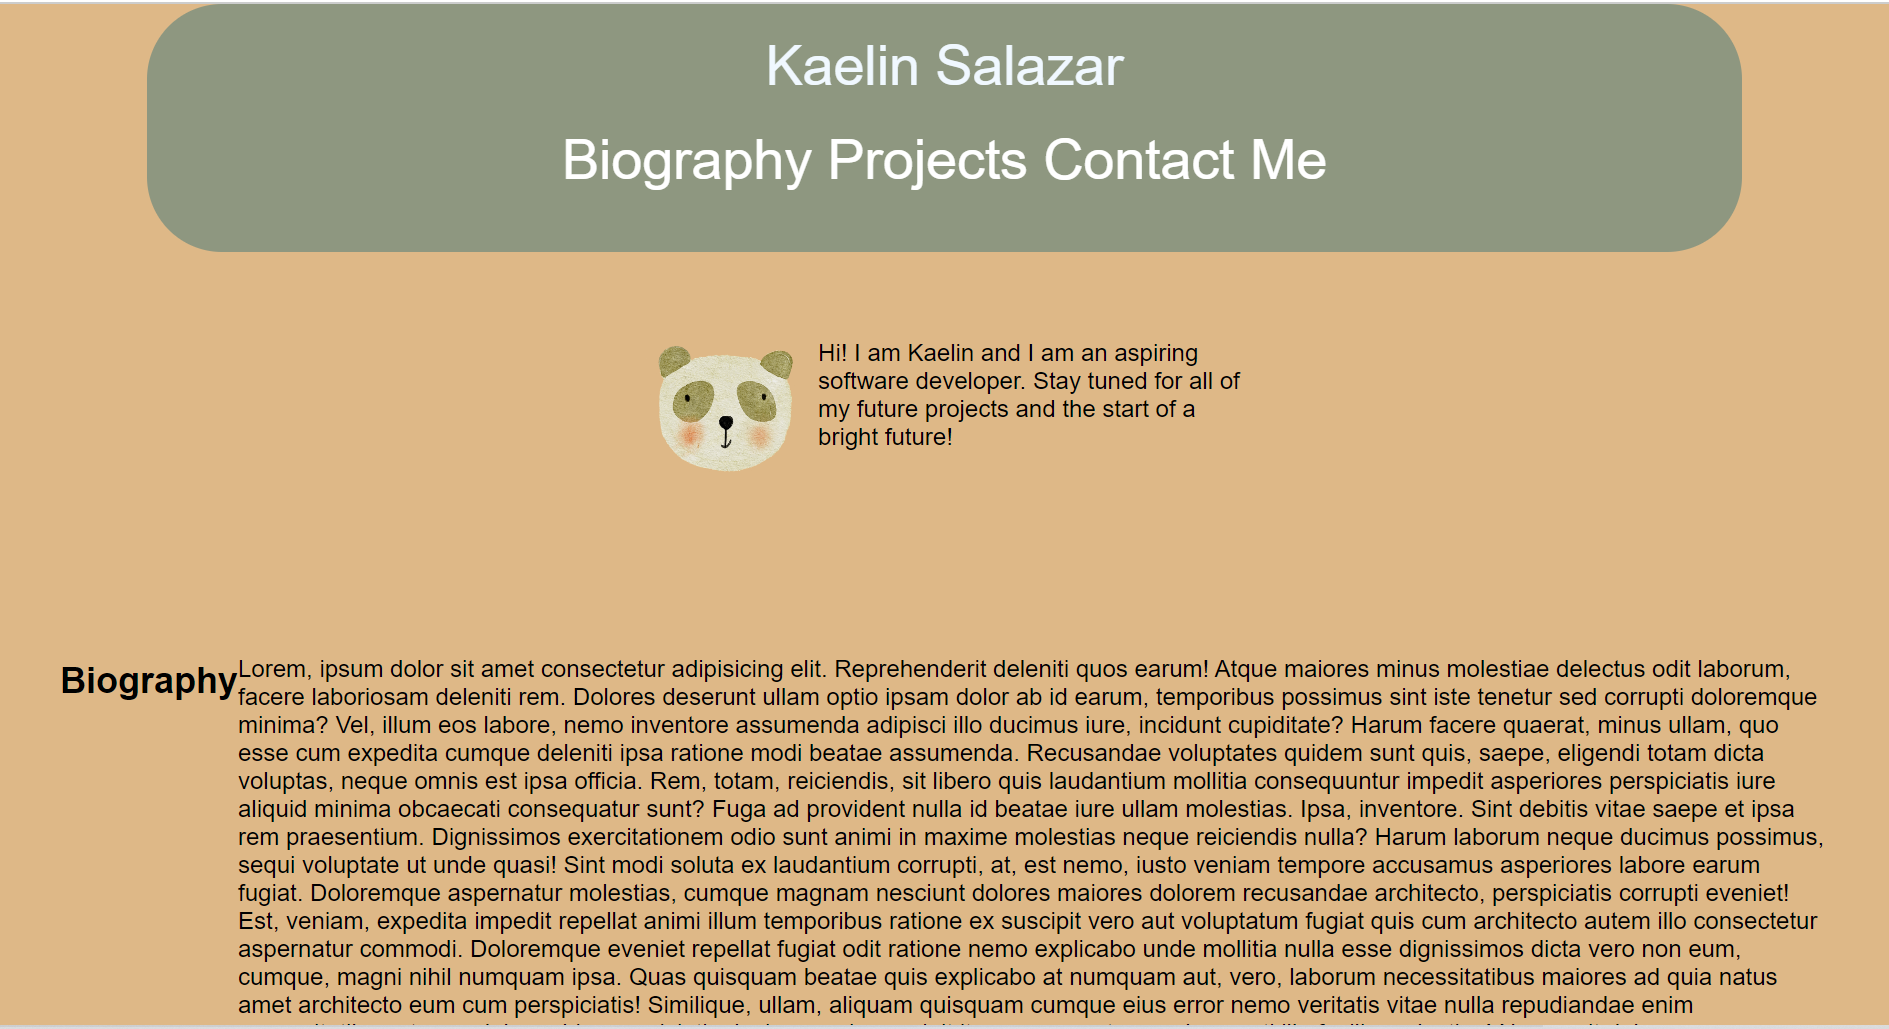 Kaelin Salazar
Biography Projects Contact Me
Hi! I am Kaelin and I am an aspiring
software developer. Stay tuned for all of
my future projects and the start of a
bright future!
Biography
Lorem, ipsum dolor sit amet consectetur adipisicing elit. Reprehenderit deleniti quos earum! Atque maiores minus molestiae delectus odit laborum,
facere laboriosam deleniti rem. Dolores deserunt ullam optio ipsam dolor ab id earum, temporibus possimus sint iste tenetur sed corrupti doloremque
minima? Vel, illum eos labore, nemo inventore assumenda adipisci illo ducimus iure, incidunt cupiditate? Harum facere quaerat, minus ullam, quo
esse cum expedita cumque deleniti ipsa ratione modi beatae assumenda. Recusandae voluptates quidem sunt quis, saepe, eligendi totam dicta
voluptas, neque omnis est ipsa officia. Rem, totam, reiciendis, sit libero quis laudantium mollitia consequuntur impedit asperiores perspiciatis iure
aliquid minima obcaecati consequatur sunt? Fuga ad provident nulla id beatae iure ullam molestias. Ipsa, inventore. Sint debitis vitae saepe et ipsa
rem praesentium. Dignissimos exercitationem odio sunt animi in maxime molestias neque reiciendis nulla? Harum laborum neque ducimus possimus,
sequi voluptate ut unde quasi! Sint modi soluta ex laudantium corrupti, at, est nemo, iusto veniam tempore accusamus asperiores labore earum
fugiat. Doloremque aspernatur molestias, cumque magnam nesciunt dolores maiores dolorem recusandae architecto, perspiciatis corrupti eveniet!
Est, veniam, expedita impedit repellat animi illum temporibus ratione ex suscipit vero aut voluptatum fugiat quis cum architecto autem illo consectetur
aspernatur commodi. Doloremque eveniet repellat fugiat odit ratione nemo explicabo unde mollitia nulla esse dignissimos dicta vero non eum,
cumque, magni nihil numquam ipsa. Quas quisquam beatae quis explicabo at numquam aut, vero, laborum necessitatibus maiores ad quia natus
amet architecto eum cum perspiciatis! Similique, ullam, aliquam quisquam cumque eius error nemo veritatis vitae nulla repudiandae enim